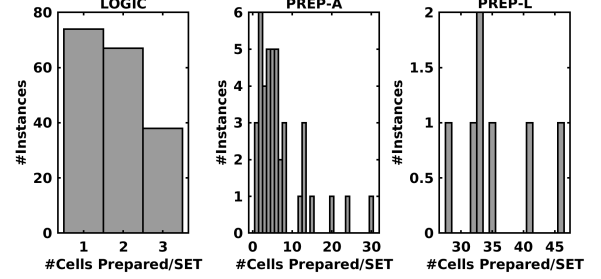 LOGIC
80
60
40
20
0
#Instances
1 2 3
#Cells Prepared/SET
PREP-A
6
5
4
3
2
1
0
#Instances
0 10 20 30
#Cells Prepared/SET
PREP-L
2
1.5
1
0.5
0
#Instances
30 35 40 45
#Cells Prepared/SET